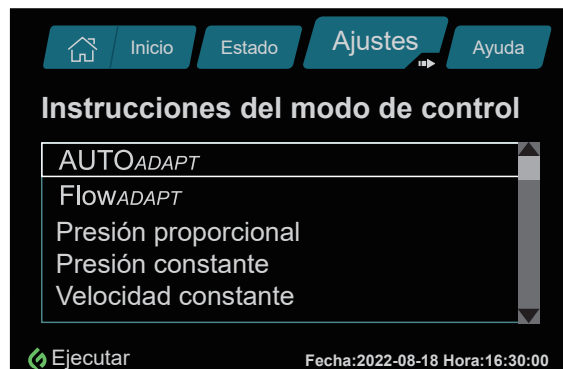 Inicio Estado Ajustes Ayuda
Instrucciones del modo de control
AUTOADAPT
FlowADAPT
Presión proporcional
Presión constante
Velocidad constante
Ejecutar Fecha:2022-08-18 Hora:16:30:00